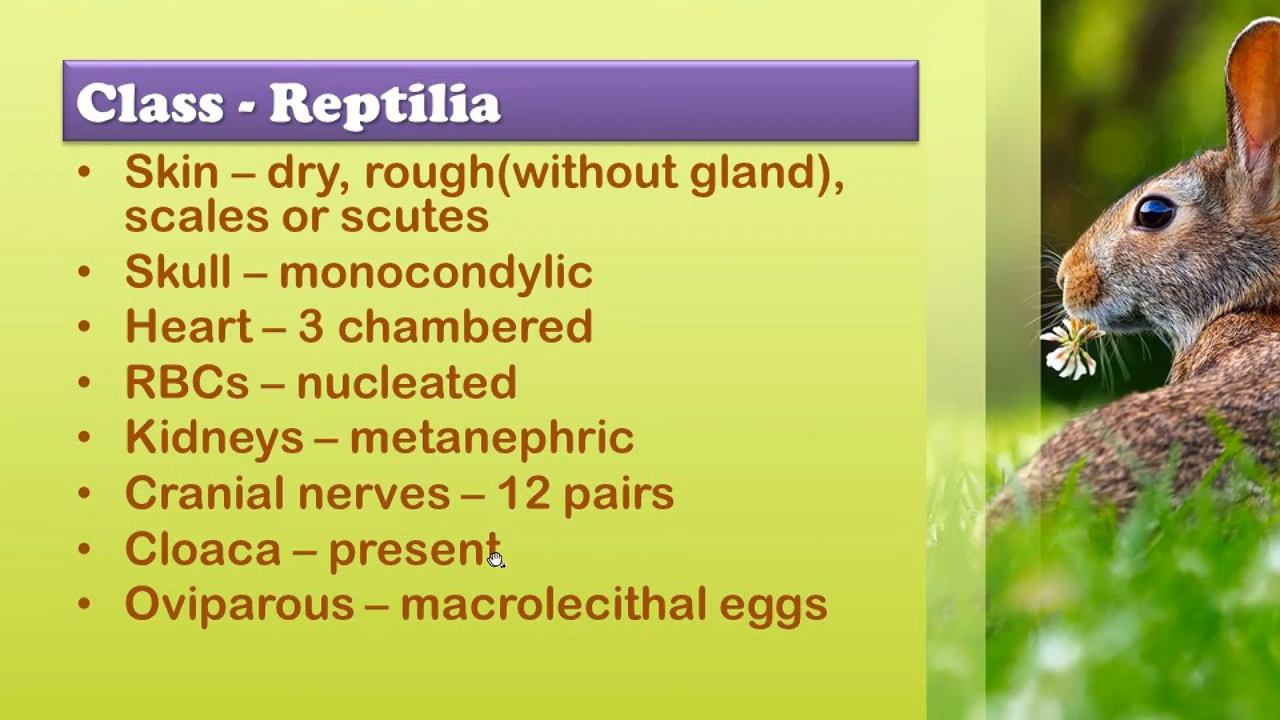 Class - Reptilia
• Skin – dry, rough(without gland),
scales or scutes
• Skull – monocondylic
• Heart – 3 chambered
• RBCs – nucleated
• Kidneys – metanephric
• Cranial nerves – 12 pairs
• Cloaca – present
• Oviparous – macrolecithal eggs